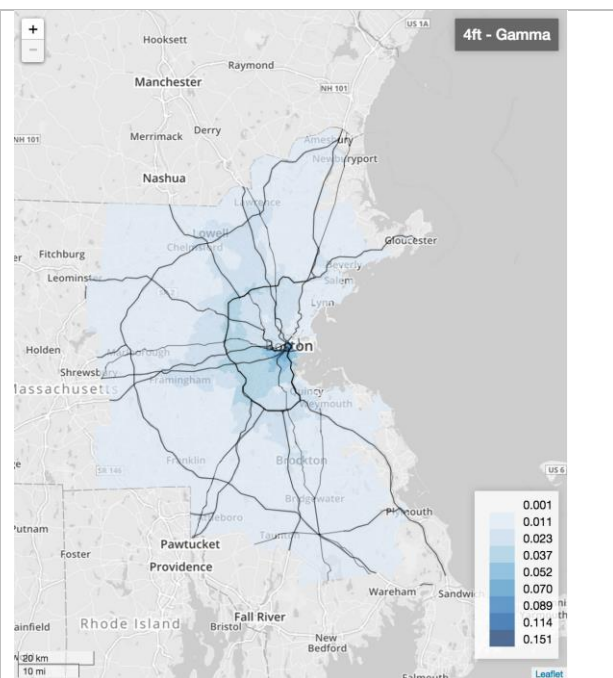 +
−
4ft - Gamma
US 1A
Hooksett
Raymond
Manchester
NH 101
NH 101
Merrimack
Derry
Amesbury
Newburyport
Nashua
Lawrence
Lowell
Chelmsford
Gloucester
Fitchburg
Leominster
Beverly
Salem
Lynn
Holden
Marlborough
Boston
Shrewsbury
Framingham
Massachusetts
Quincy
Weymouth
Franklin
Brockton
SR 146
US 6
Bridgewater
Plymouth
Attleboro
Taunton
Putnam
Foster
Pawtucket
Providence
Wareham
Sandwich
ainfield
Rhode Island
Fall River
Bristol
New
Bedford
Falmouth
0.001
0.011
0.023
0.037
0.052
0.070
0.089
0.114
0.151
20 km
10 mi
Leaflet